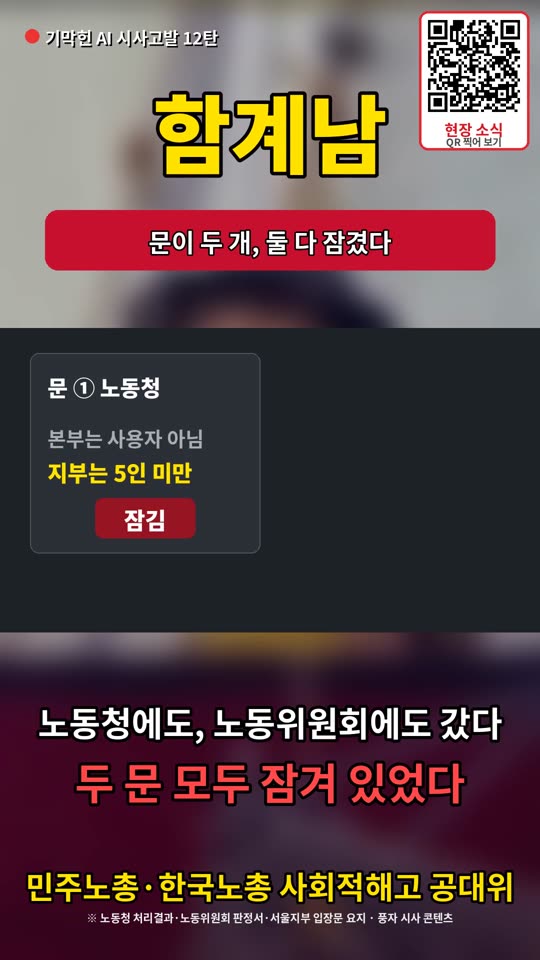 기막힌 AI 시사고발 12탄
현장 소식
QR 찍어 보기
함계남
문이 두 개, 둘 다 잠겼다
문 ① 노동청
본부는 사용자 아님
지부는 5인 미만
잠김
노동청에도, 노동위원회에도 갔다
두 문 모두 잠겨 있었다
민주노총·한국노총 사회적해고 공대위
※ 노동청 처리결과·노동위원회 판정서·서울지부 입장문 요지 · 풍자 시사 콘텐츠